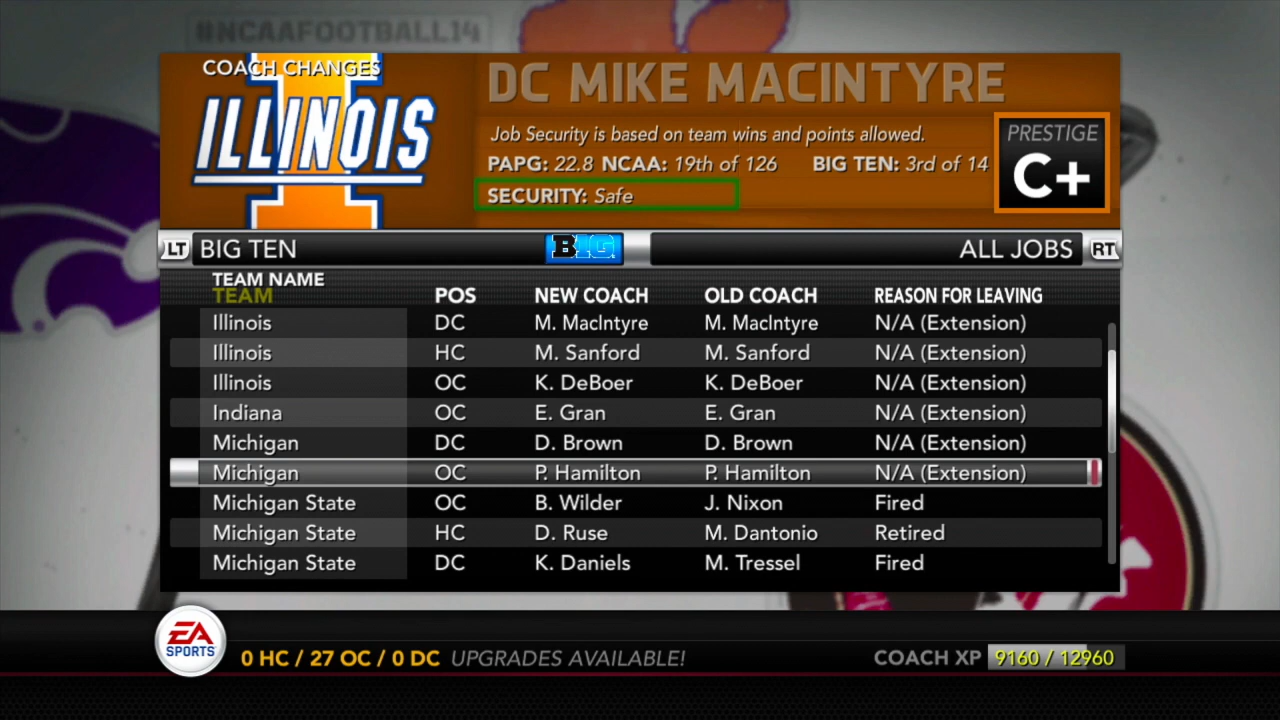 #NCAAFOOTBALL14
COACH CHANGES
ILLINOIS
DC MIKE MACINTYRE
Job Security is based on team wins and points allowed.
PAPG: 22.8 NCAA: 19th of 126 BIG TEN: 3rd of 14
SECURITY: Safe
PRESTIGE
C+
LT BIG TEN B1G ALL JOBS RT
TEAM NAME
TEAM POS NEW COACH OLD COACH REASON FOR LEAVING
Illinois DC M. MacIntyre M. MacIntyre N/A (Extension)
Illinois HC M. Sanford M. Sanford N/A (Extension)
Illinois OC K. DeBoer K. DeBoer N/A (Extension)
Indiana OC E. Gran E. Gran N/A (Extension)
Michigan DC D. Brown D. Brown N/A (Extension)
Michigan OC P. Hamilton P. Hamilton N/A (Extension)
Michigan State OC B. Wilder J. Nixon Fired
Michigan State HC D. Ruse M. Dantonio Retired
Michigan State DC K. Daniels M. Tressel Fired
EA SPORTS
0 HC / 27 OC / 0 DC UPGRADES AVAILABLE!
COACH XP 9160 / 12960